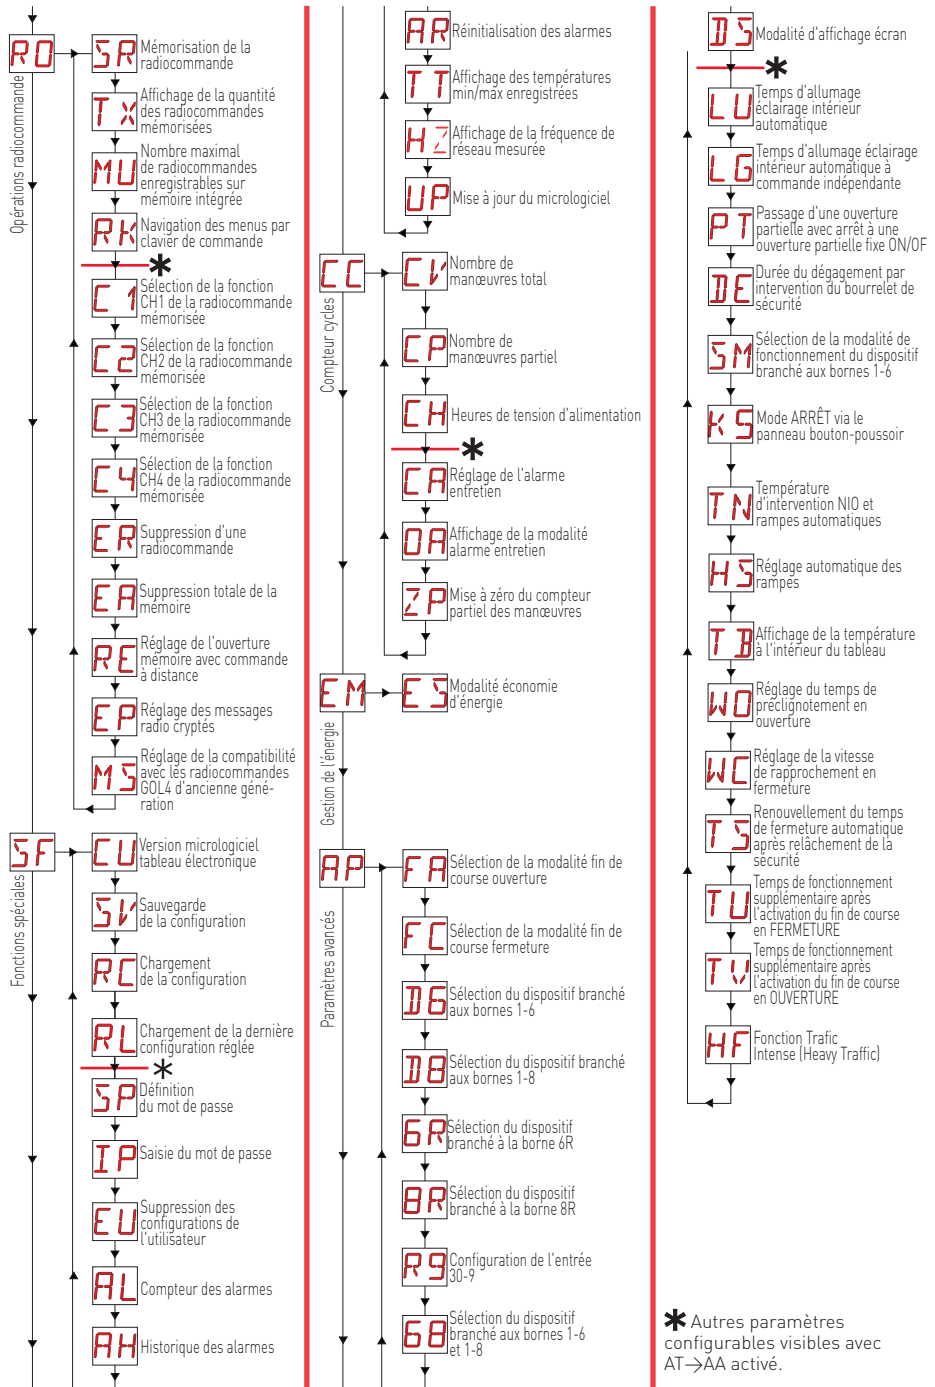 RO
Opérations radiocommande
SR
Mémorisation de la
radiocommande
TX
Affichage de la quantité
des radiocommandes
mémorisées
MU
Nombre maximal
de radiocommandes
enregistrables sur
mémoire intégrée
RK
Navigation des menus par
clavier de commande
*
C1
Sélection de la fonction
CH1 de la radiocommande
mémorisée
C2
Sélection de la fonction
CH2 de la radiocommande
mémorisée
C3
Sélection de la fonction
CH3 de la radiocommande
mémorisée
C4
Sélection de la fonction
CH4 de la radiocommande
mémorisée
ER
Suppression d'une
radiocommande
EA
Suppression totale de la
mémoire
RE
Réglage de l'ouverture
mémoire avec commande
à distance
EP
Réglage des messages
radio cryptés
MS
Réglage de la compatibilité
avec les radiocommandes
GOL4 d'ancienne géné-
ration
SF
Fonctions spéciales
CU
Version micrologiciel
tableau électronique
SV
Sauvegarde
de la configuration
RC
Chargement
de la configuration
RL
Chargement de la dernière
configuration réglée
*
SP
Définition
du mot de passe
IP
Saisie du mot de passe
EU
Suppression des
configurations de
l'utilisateur
AL
Compteur des alarmes
AH
Historique des alarmes
AR
Réinitialisation des alarmes
TT
Affichage des températures
min/max enregistrées
HZ
Affichage de la fréquence de
réseau mesurée
UP
Mise à jour du micrologiciel
CC
Compteur cycles
CV
Nombre de
manœuvres total
CP
Nombre de
manœuvres partiel
CH
Heures de tension d'alimentation
*
CA
Réglage de l'alarme
entretien
OA
Affichage de la modalité
alarme entretien
ZP
Mise à zéro du compteur
partiel des manœuvres
EM
Gestion de l'énergie
ES
Modalité économie
d'énergie
AP
Paramètres avancés
FA
Sélection de la modalité fin de
course ouverture
FC
Sélection de la modalité fin de
course fermeture
D6
Sélection du dispositif branché
aux bornes 1-6
D8
Sélection du dispositif branché
aux bornes 1-8
6R
Sélection du dispositif
branché à la borne 6R
8R
Sélection du dispositif
branché à la borne 8R
R9
Configuration de l'entrée
30-9
68
Sélection du dispositif
branché aux bornes 1-6
et 1-8
DS
Modalité d'affichage écran
*
LU
Temps d'allumage
éclairage intérieur
automatique
LG
Temps d'allumage éclairage
intérieur automatique à
commande indépendante
PT
Passage d'une ouverture
partielle avec arrêt à une
ouverture partielle fixe ON/OF
DE
Durée du dégagement par
intervention du bourrelet de
sécurité
SM
Sélection de la modalité de
fonctionnement du dispositif
branché aux bornes 1-6
KS
Mode ARRÊT via le
panneau bouton-poussoir
TN
Température
d'intervention NIO et
rampes automatiques
HS
Réglage automatique des
rampes
TB
Affichage de la température
à l'intérieur du tableau
WO
Réglage du temps de
préclignotement en
ouverture
WC
Réglage de la vitesse
de rapprochement en
fermeture
TS
Renouvellement du temps
de fermeture automatique
après relâchement de la
sécurité
TU
Temps de fonctionnement
supplémentaire après
l'activation du fin de course
en FERMETURE
TV
Temps de fonctionnement
supplémentaire après
l'activation du fin de course
en OUVERTURE
HF
Fonction Trafic
Intense (Heavy Traffic)
* Autres paramètres
configurables visibles avec
AT→AA activé.